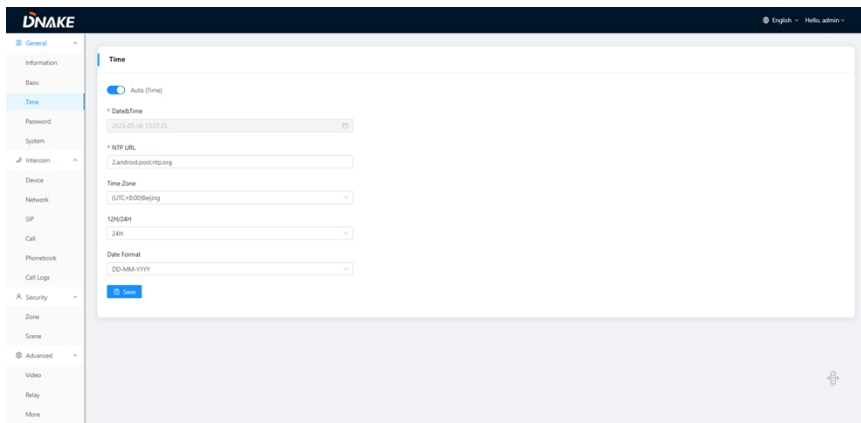 DNAKE
English
Hello, admin
General
Information
Basic
Time
Password
System
Intercom
Device
Network
SIP
Call
Phonebook
Call Logs
Security
Zone
Scene
Advanced
Video
Relay
More
Time
Auto (Time)
* Date&Time
2023-05-06 13:57:25
* NTP URL
2.android.pool.ntp.org
Time Zone
(UTC+8:00)Beijing
12H/24H
24H
Date Format
DD-MM-YYYY
Save